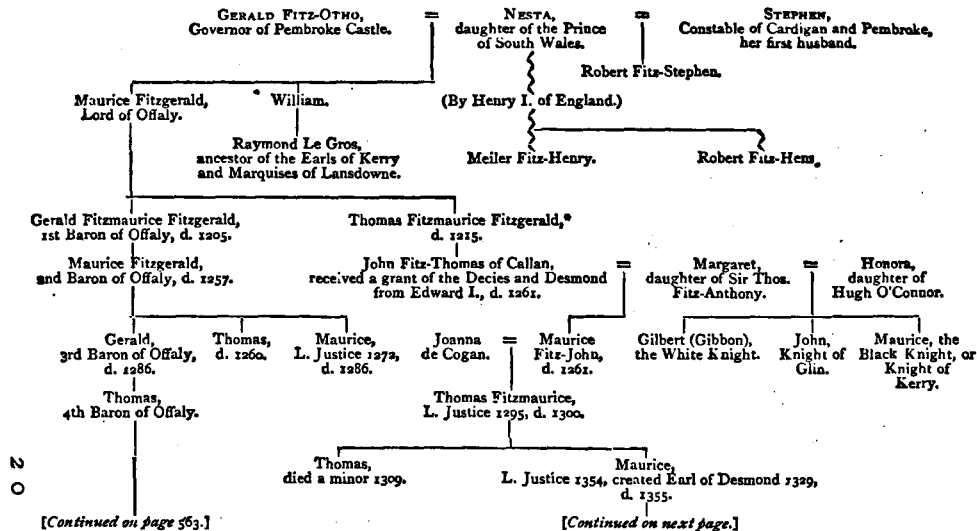 GERALD FITZ-OTHO, = NESTA, = STEPHEN,
Governor of Pembroke Castle. daughter of the Prince Constable of Cardigan and Pembroke,
of South Wales. her first husband.
Robert Fitz-Stephen.
Maurice Fitzgerald, William. (By Henry I. of England.)
Lord of Offaly.
Raymond Le Gros,
ancestor of the Earls of Kerry Meiler Fitz-Henry. Robert Fitz-Hens,
and Marquises of Lansdowne.
Gerald Fitzmaurice Fitzgerald, Thomas Fitzmaurice Fitzgerald,*
1st Baron of Offaly, d. 1205. d. 1215.
Maurice Fitzgerald, John Fitz-Thomas of Callan, = Margaret, = Honora,
and Baron of Offaly, d. 1257. received a grant of the Decies and Desmond daughter of Sir Thos. daughter of
from Edward I., d. 1261. Fitz-Anthony. Hugh O'Connor.
Gerald, Thomas, Maurice, Joanna = Maurice Gilbert (Gibbon), John, Maurice, the
3rd Baron of Offaly, d. 1260. L. Justice 1272, de Cogan. Fitz-John, the White Knight. Knight of Black Knight, or
d. 1286. d. 1286. d. 1261. Glin. Knight of
Kerry.
Thomas, Thomas Fitzmaurice,
4th Baron of Offaly. L. Justice 1295, d. 1300.
Thomas, Maurice,
died a minor 1309. L. Justice 1354, created Earl of Desmond 1329,
d. 1355.
[Continued on page 563.] [Continued on next page.]
2 O